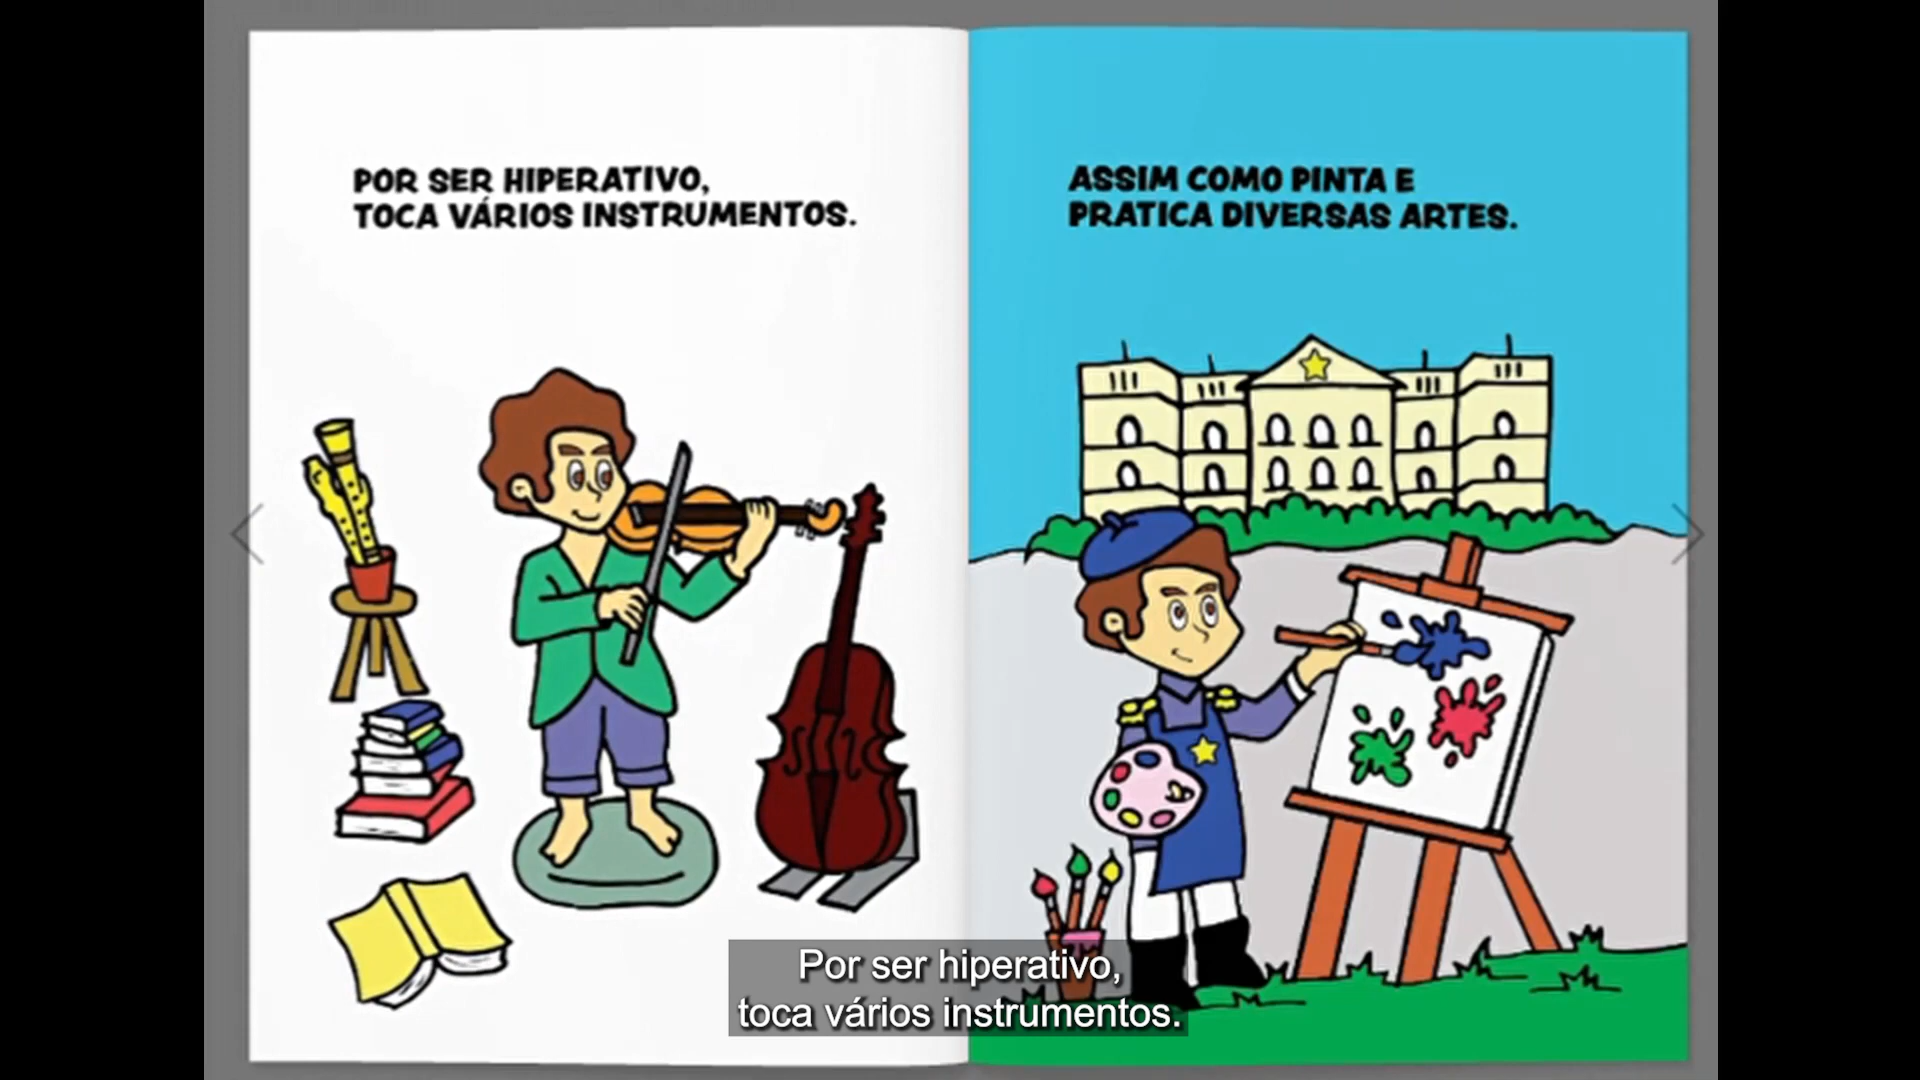 POR SER HIPERATIVO,
TOCA VÁRIOS INSTRUMENTOS.
ASSIM COMO PINTA E
PRATICA DIVERSAS ARTES.
Por ser hiperativo,
toca vários instrumentos.